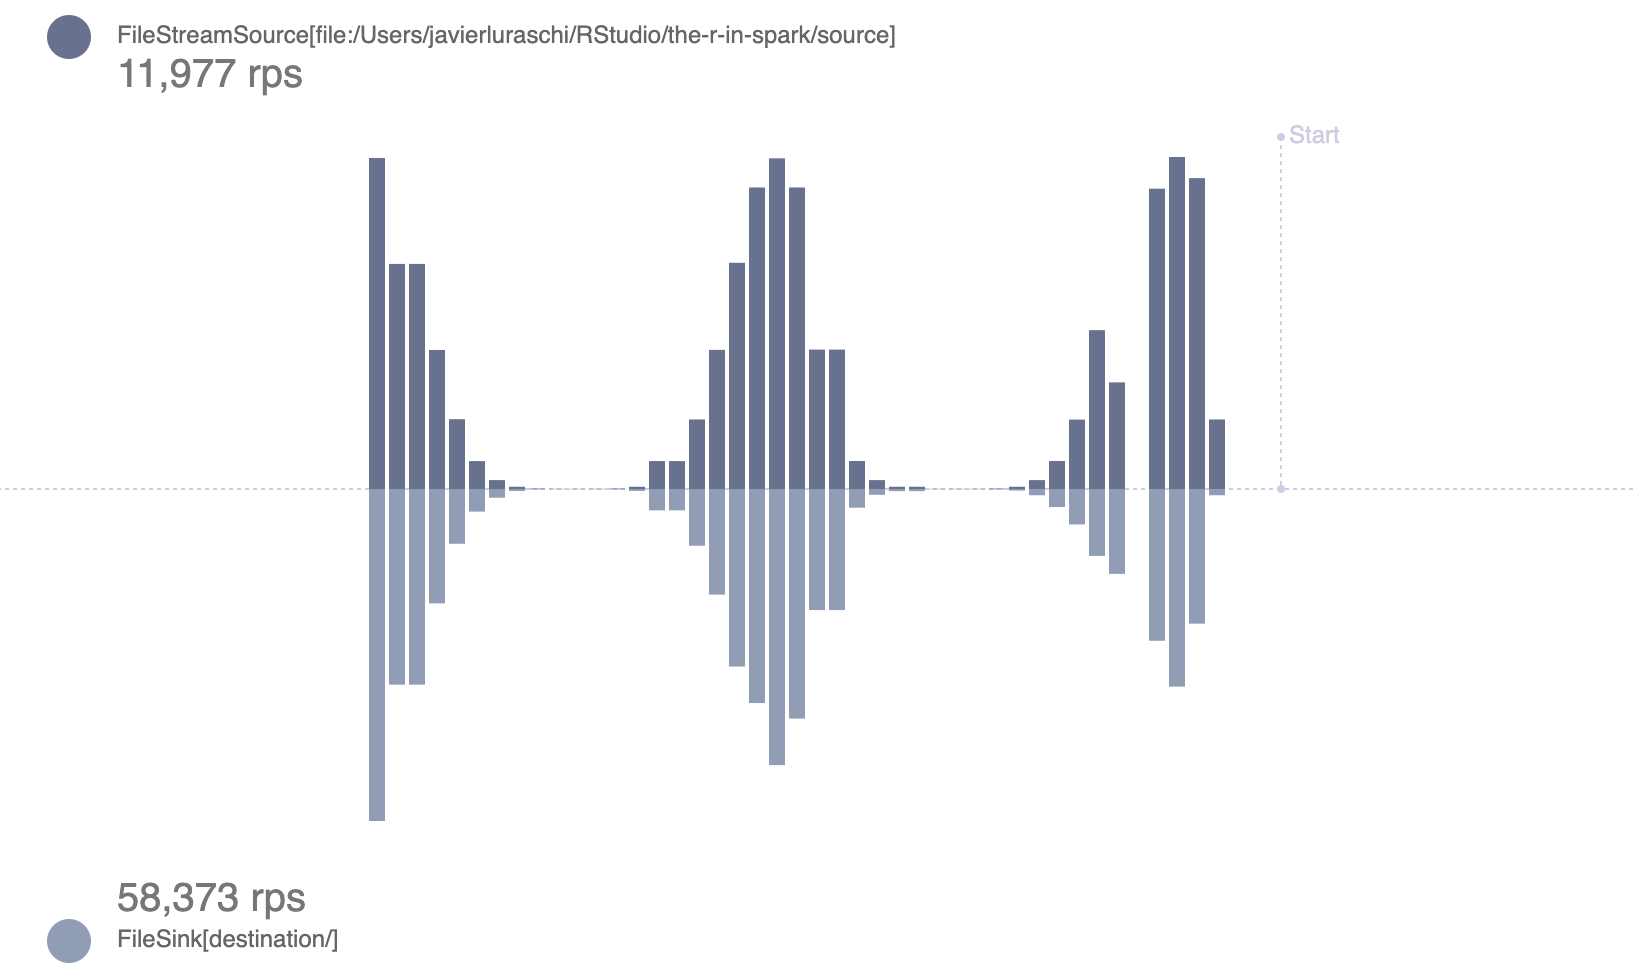 FileStreamSource[file:/Users/javierluraschi/RStudio/the-r-in-spark/source]
11,977 rps
Start
58,373 rps
FileSink[destination/]